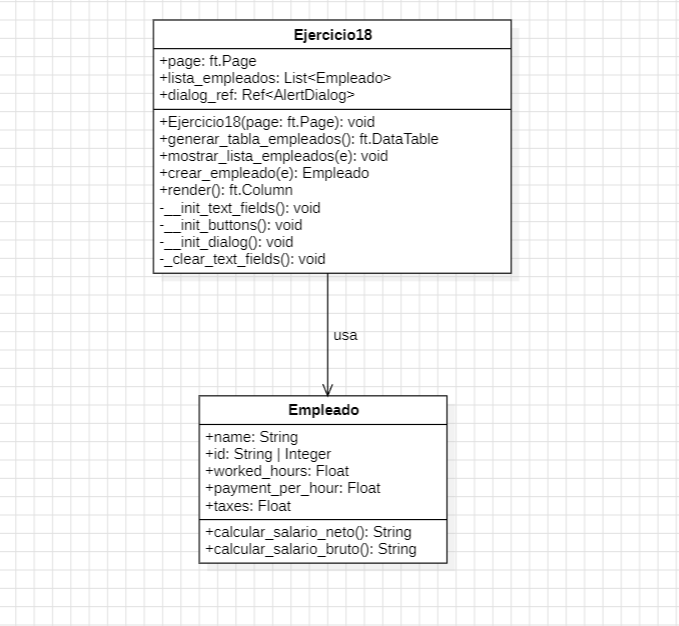 Ejercicio18
+page: ft.Page
+lista_empleados: List<Empleado>
+dialog_ref: Ref<AlertDialog>
+Ejercicio18(page: ft.Page): void
+generar_tabla_empleados(): ft.DataTable
+mostrar_lista_empleados(e): void
+crear_empleado(e): Empleado
+render(): ft.Column
-__init_text_fields(): void
-__init_buttons(): void
-__init_dialog(): void
-_clear_text_fields(): void
usa
Empleado
+name: String
+id: String | Integer
+worked_hours: Float
+payment_per_hour: Float
+taxes: Float
+calcular_salario_neto(): String
+calcular_salario_bruto(): String